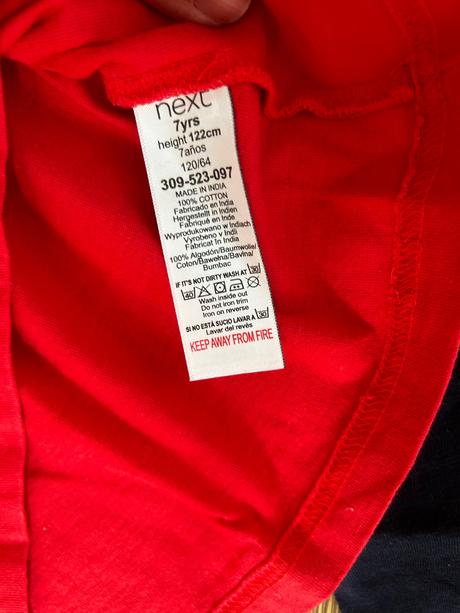 next
7yrs
height 122cm
7años
120/64
309-523-097
MADE IN INDIA
100% COTTON
Fabricado en India
Hergestellt in Indien
Fabriqué en Inde
Wyprodukowano w Indiach
Vyrobeno v Indii
Fabricat în India
100% Algodón/Baumwolle/
Coton/Bawełna/Bavlna/
Bumbac
IF IT'S NOT DIRTY WASH AT 30
40
Wash inside out
Do not iron trim
Iron on reverse
SI NO ESTÁ SUCIO LAVAR A 30
Lavar del revés
KEEP AWAY FROM FIRE